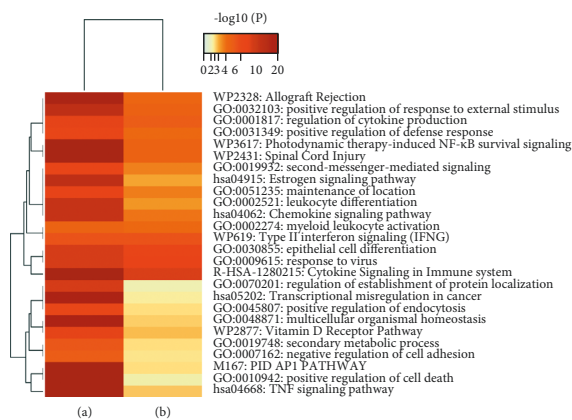 -log10 (P)
0 2 3 4 6 10 20
WP2328: Allograft Rejection
GO:0032103: positive regulation of response to external stimulus
GO:0001817: regulation of cytokine production
GO:0031349: positive regulation of defense response
WP3617: Photodynamic therapy-induced NF-κB survival signaling
WP2431: Spinal Cord Injury
GO:0019932: second-messenger-mediated signaling
hsa04915: Estrogen signaling pathway
GO:0051235: maintenance of location
GO:0002521: leukocyte differentiation
hsa04062: Chemokine signaling pathway
GO:0002274: myeloid leukocyte activation
WP619: Type II interferon signaling (IFNG)
GO:0030855: epithelial cell differentiation
GO:0009615: response to virus
R-HSA-1280215: Cytokine Signaling in Immune system
GO:0070201: regulation of establishment of protein localization
hsa05202: Transcriptional misregulation in cancer
GO:0045807: positive regulation of endocytosis
GO:0048871: multicellular organismal homeostasis
WP2877: Vitamin D Receptor Pathway
GO:0019748: secondary metabolic process
GO:0007162: negative regulation of cell adhesion
M167: PID AP1 PATHWAY
GO:0010942: positive regulation of cell death
hsa04668: TNF signaling pathway
(a) (b)